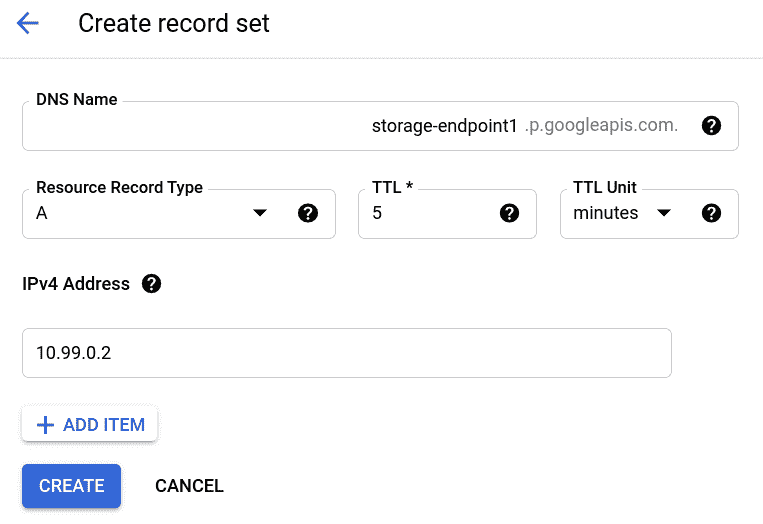 Create record set
DNS Name
storage-endpoint1 .p.googleapis.com.
Resource Record Type TTL * TTL Unit
A 5 minutes
IPv4 Address
10.99.0.2
ADD ITEM
CREATE CANCEL